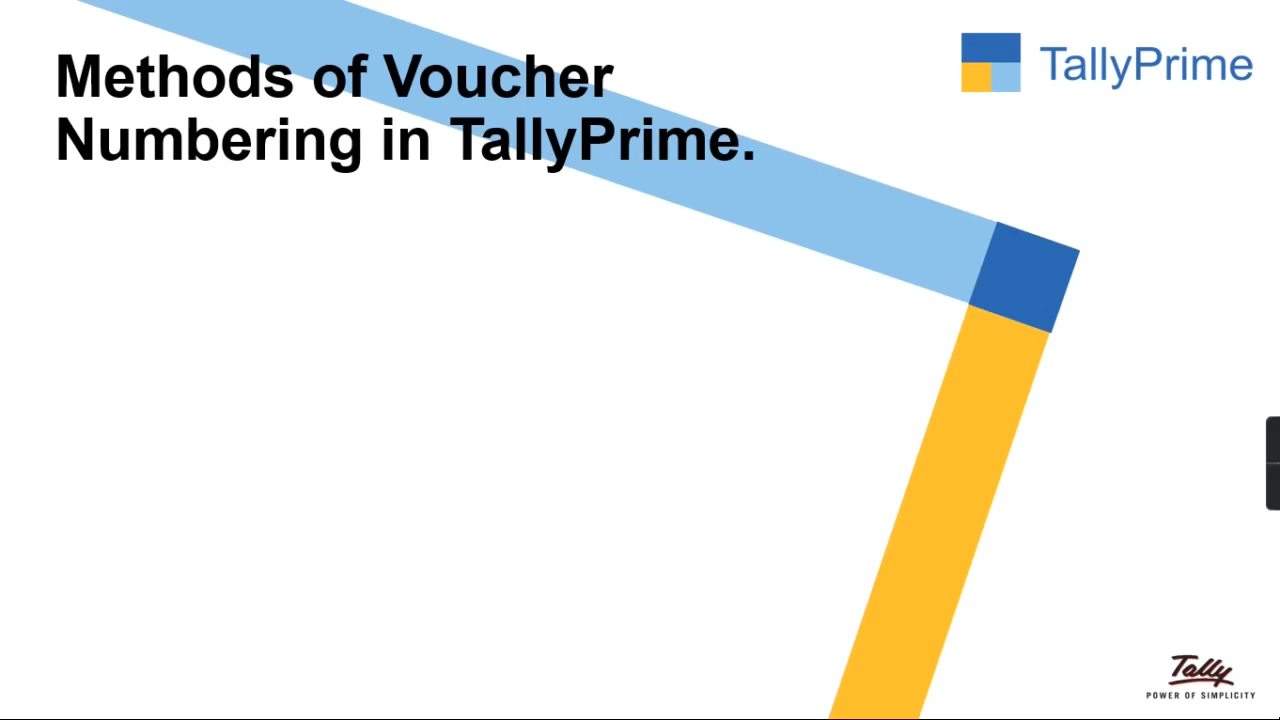 Methods of Voucher
Numbering in TallyPrime.
TallyPrime
Tally
POWER OF SIMPLICITY